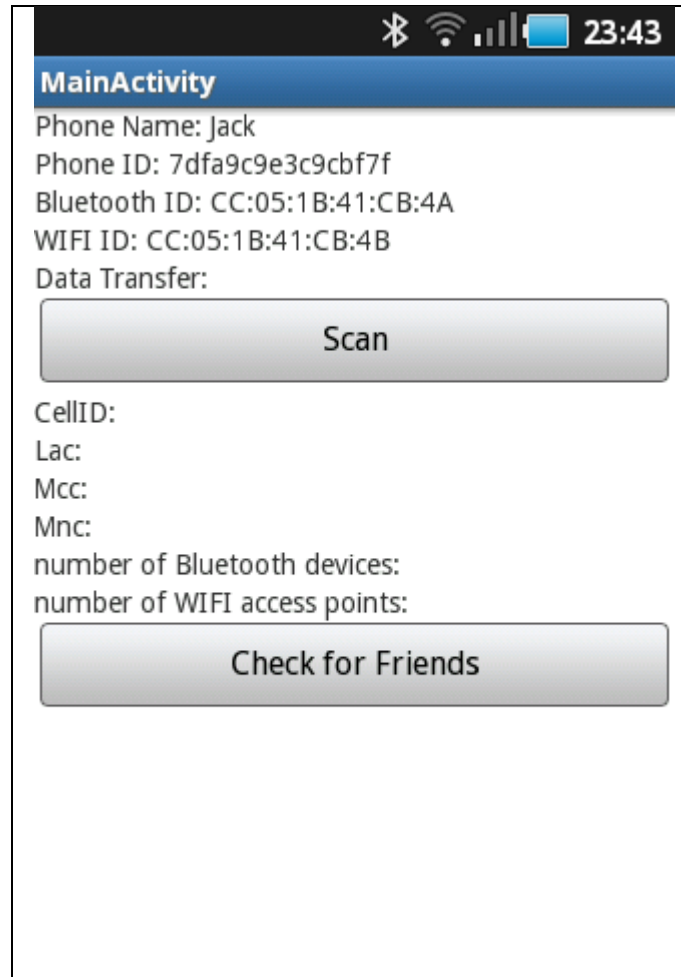 23:43
MainActivity
Phone Name: Jack
Phone ID: 7dfa9c9e3c9cbf7f
Bluetooth ID: CC:05:1B:41:CB:4A
WIFI ID: CC:05:1B:41:CB:4B
Data Transfer:
Scan
CellID:
Lac:
Mcc:
Mnc:
number of Bluetooth devices:
number of WIFI access points:
Check for Friends